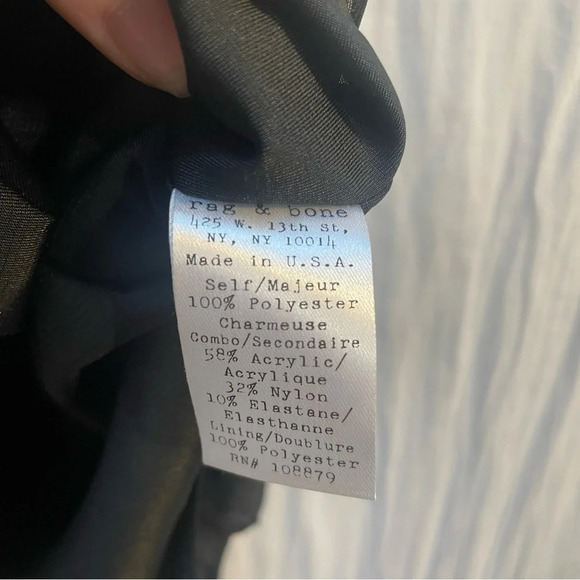 rag & bone
425 W. 13th St,
NY, NY 10014
Made in U.S.A.
Self/Majeur
100% Polyester
Charmeuse
Combo/Secondaire
58% Acrylic/
Acrylique
32% Nylon
10% Elastane/
Elasthanne
Lining/Doublure
100% Polyester
RN# 108879